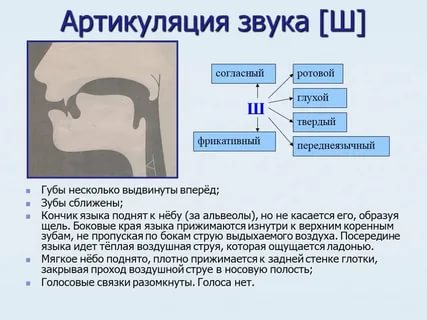 Артикуляция звука [Ш]
согласный
ротовой
глухой
Ш
твердый
фрикативный
переднеязычный
Губы несколько выдвинуты вперёд;
Зубы сближены;
Кончик языка поднят к нёбу (за альвеолы), но не касается его, образуя
щель. Боковые края языка прижимаются изнутри к верхним коренным
зубам, не пропуская по бокам струю выдыхаемого воздуха. Посередине
языка идет тёплая воздушная струя, которая ощущается ладонью.
Мягкое нёбо поднято, плотно прижимается к задней стенке глотки,
закрывая проход воздушной струе в носовую полость;
Голосовые связки разомкнуты. Голоса нет.